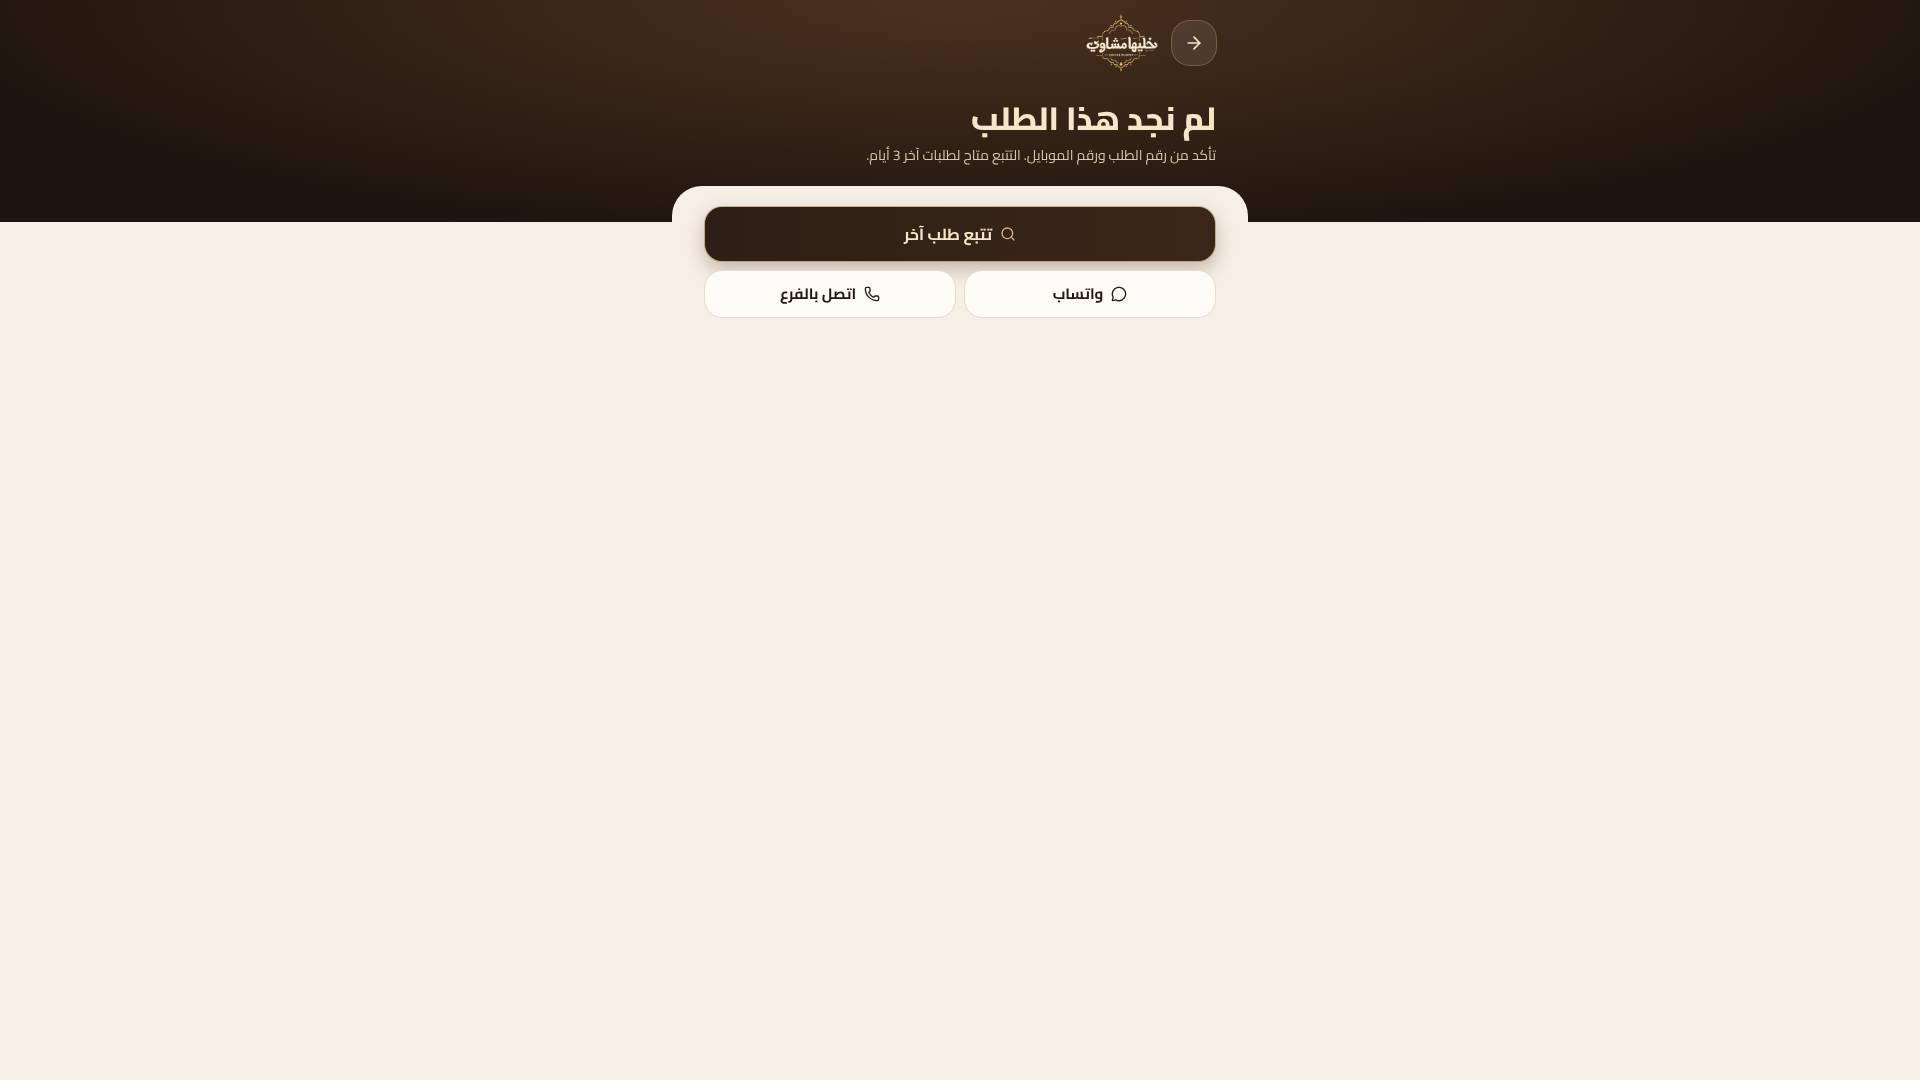 خليها مشاوي
لم نجد هذا الطلب
تأكد من رقم الطلب ورقم الموبايل. التتبع متاح لطلبات آخر 3 أيام.
تتبع طلب آخر
واتساب
اتصل بالفرع